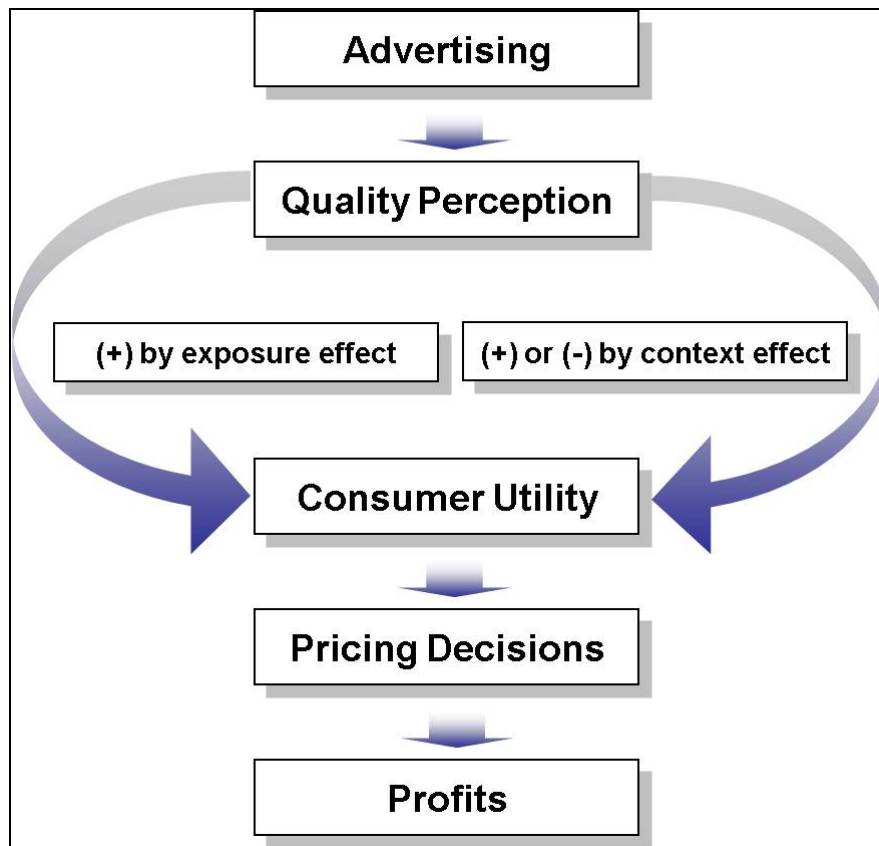 Advertising
Quality Perception
(+) by exposure effect
(+) or (-) by context effect
Consumer Utility
Pricing Decisions
Profits